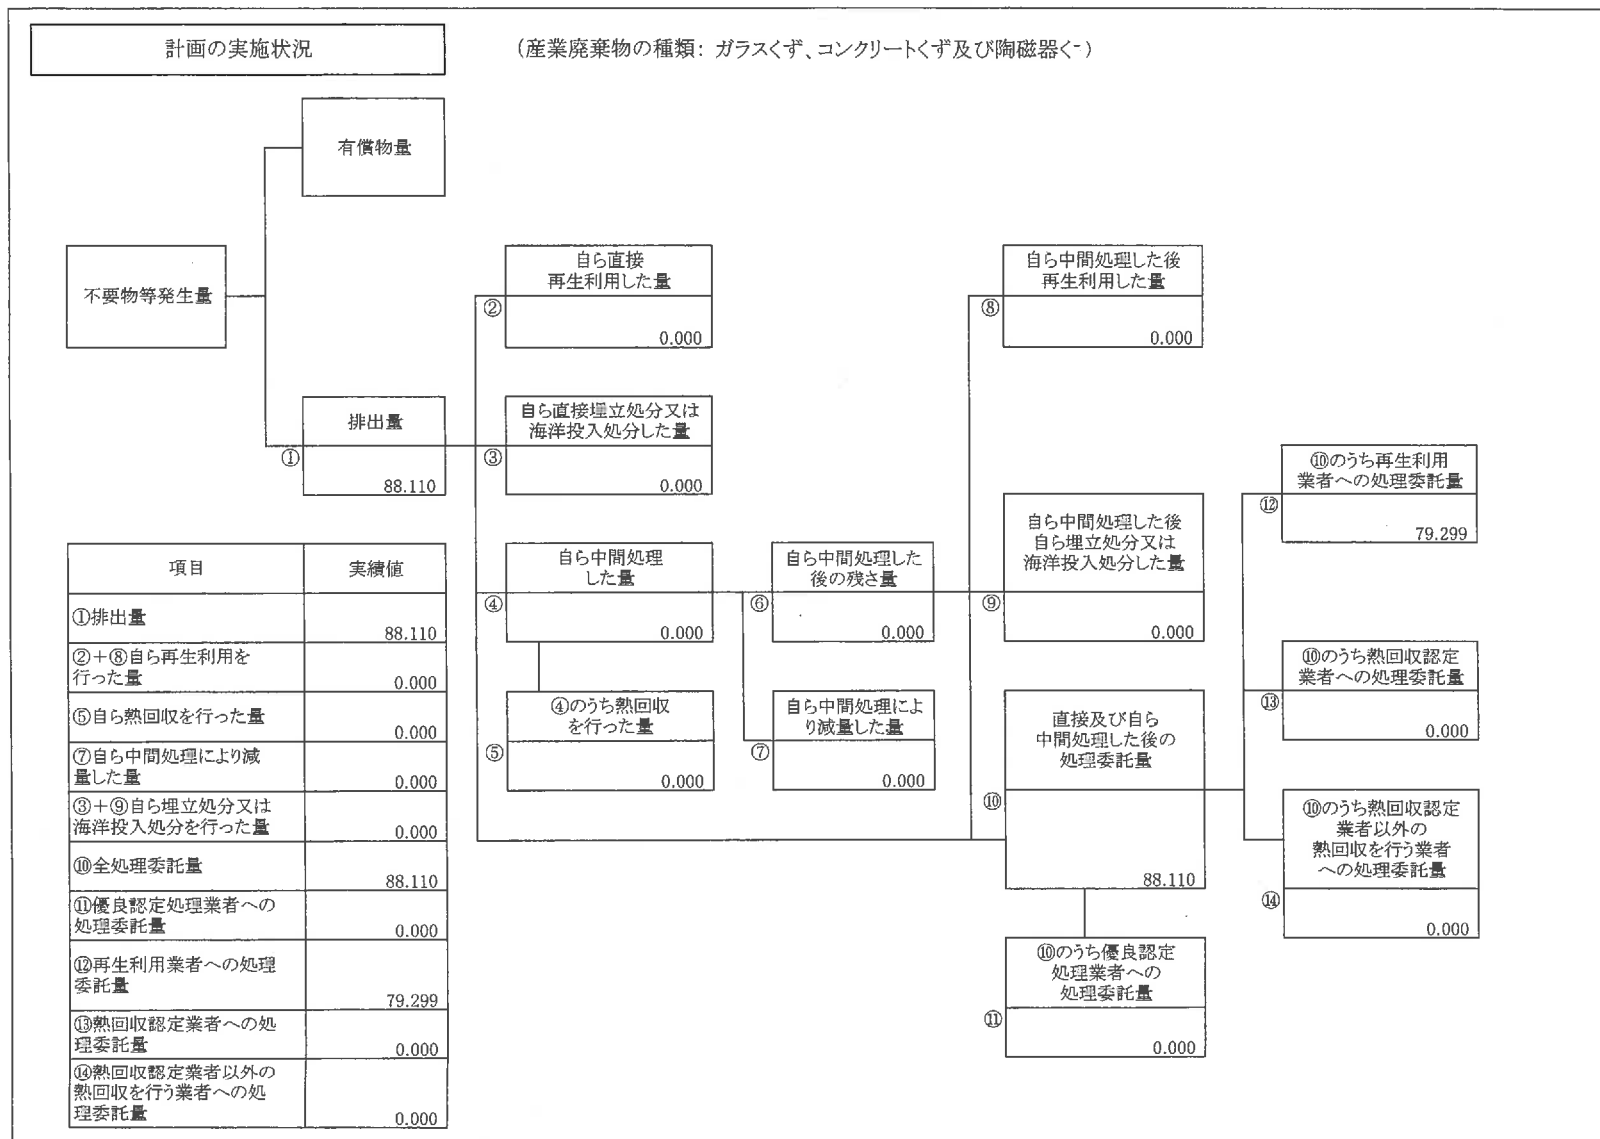 計画の実施状況
(産業廃棄物の種類: ガラスくず、コンクリートくず及び陶磁器く
有償物量
不要物等発生量
自ら直接
再生利用した量
②
0.000
自ら中間処理した後
再生利用した量
⑧
0.000
排出量
①
88.110
自ら直接埋立処分又は
海洋投入処分した量
③
0.000
⑩のうち再生利用
業者への処理委託量
⑫
79.299
自ら中間処理
した量
④
0.000
自ら中間処理した
後の残さ量
⑥
0.000
自ら中間処理した後
自ら埋立処分又は
海洋投入処分した量
⑨
0.000
⑩のうち熱回収認定
業者への処理委託量
⑬
0.000
④のうち熱回収
を行った量
⑤
0.000
自ら中間処理によ
り減量した量
⑦
0.000
直接及び自ら
中間処理した後の
処理委託量
⑩
88.110
⑩のうち熱回収認定
業者以外の
熱回収を行う業者
への処理委託量
⑭
0.000
⑩のうち優良認定
処理業者への
処理委託量
⑪
0.000
項目 実績値
①排出量
88.110
②+⑧自ら再生利用を
行った量 0.000
⑤自ら熱回収を行った量
0.000
⑦自ら中間処理により減
量した量 0.000
③+⑨自ら埋立処分又は
海洋投入処分を行った量 0.000
⑩全処理委託量
88.110
⑪優良認定処理業者への
処理委託量 0.000
⑫再生利用業者への処理
委託量
79.299
⑬熱回収認定業者への処
理委託量 0.000
⑭熱回収認定業者以外の
熱回収を行う業者への処
理委託量 0.000